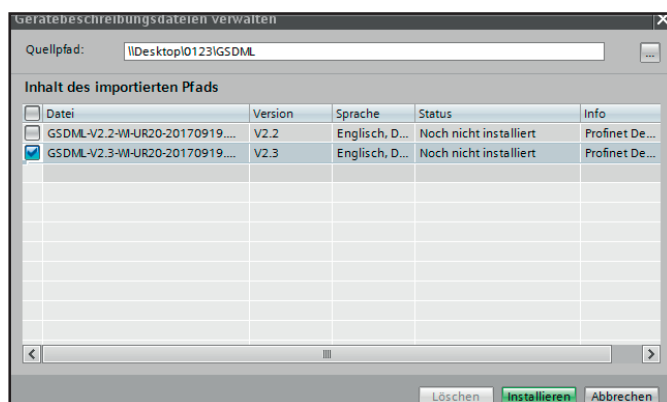 Gerätebeschreibungsdateien verwalten X
Quellpfad: \\Desktop\0123\GSDML ...
Inhalt des importierten Pfads
Datei Version Sprache Status Info
GSDML-V2.2-WI-UR20-20170919.... V2.2 Englisch, D... Noch nicht installiert Profinet De...
GSDML-V2.3-WI-UR20-20170919.... V2.3 Englisch, D... Noch nicht installiert Profinet De...
Löschen Installieren Abbrechen